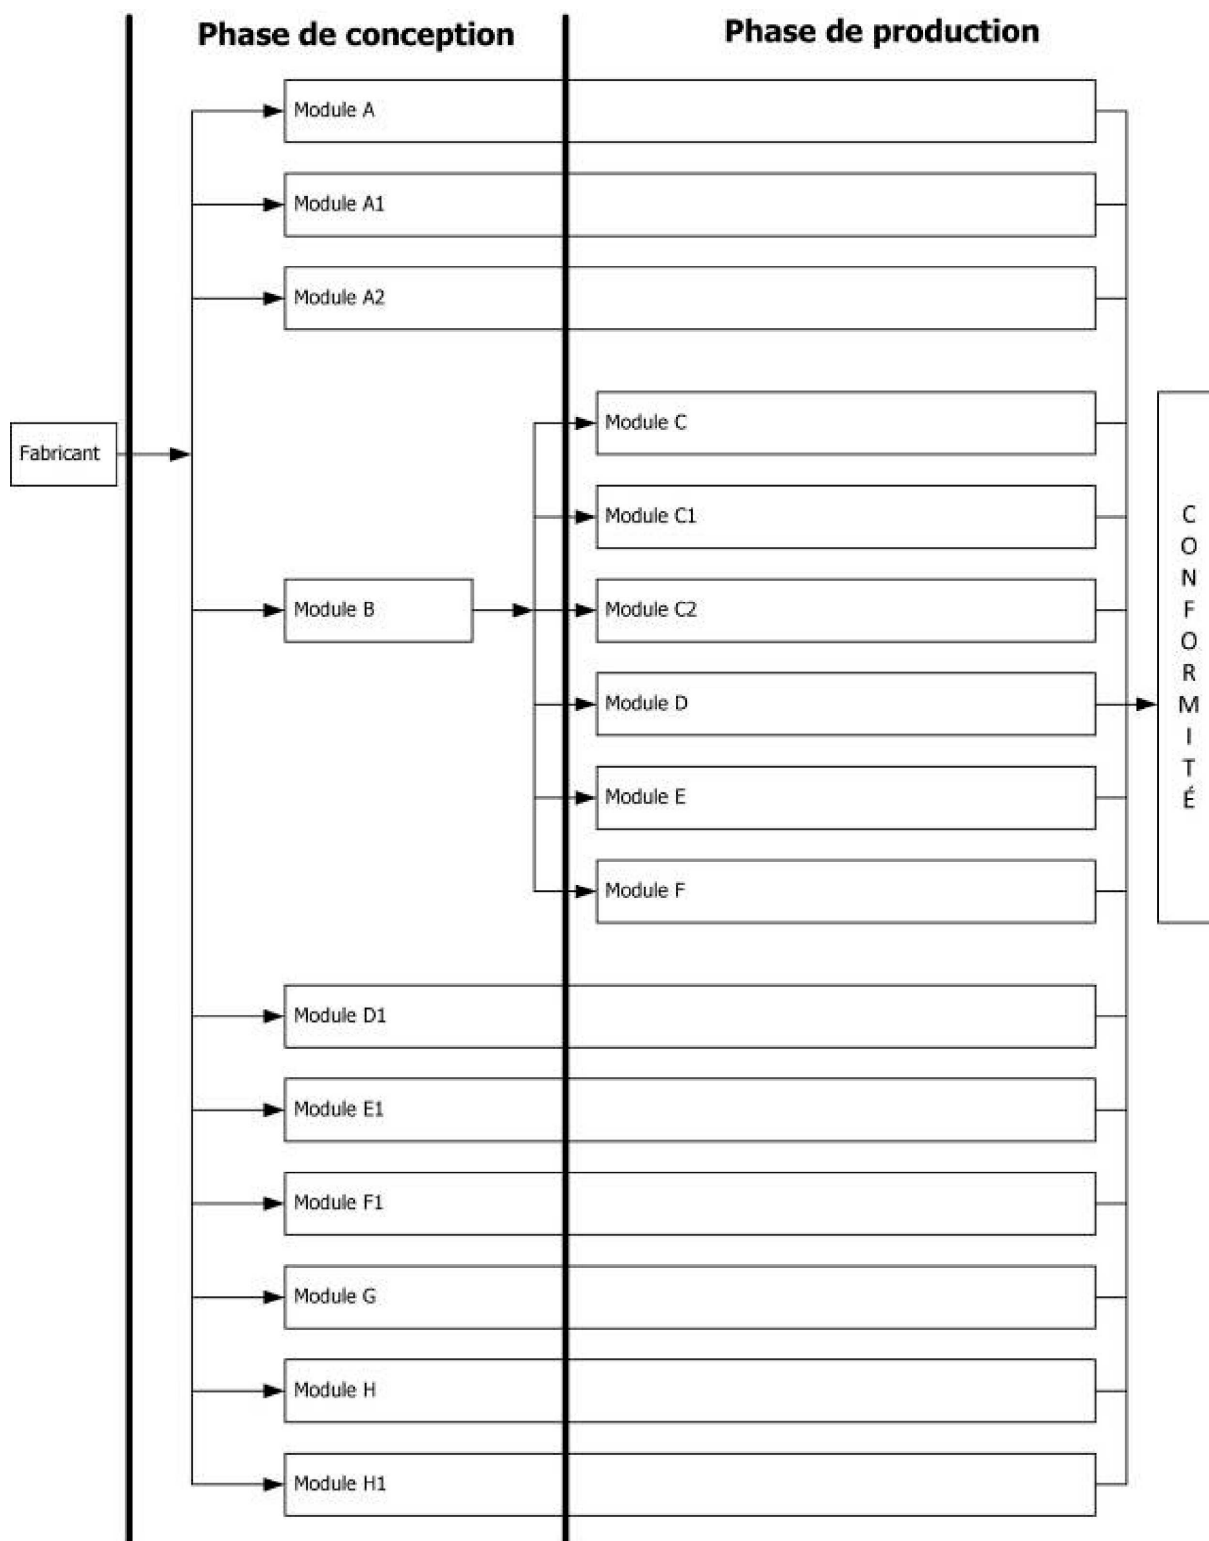 Phase de conception
Phase de production
Module A
Module A1
Module A2
Fabricant
Module B
Module C
Module C1
Module C2
Module D
Module E
Module F
Module D1
Module E1
Module F1
Module G
Module H
Module H1
C
O
N
F
O
R
M
I
T
É